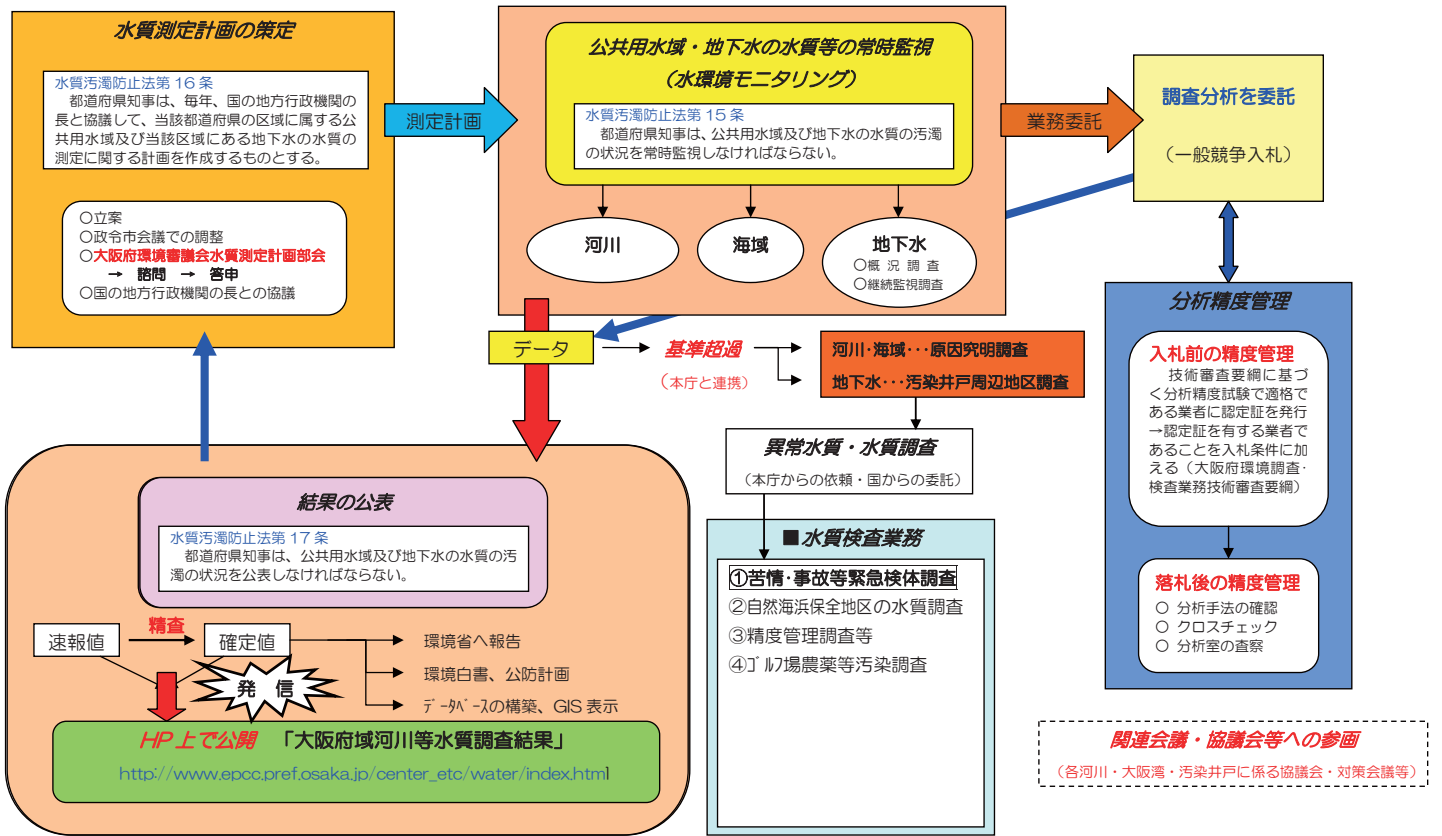 水質測定計画の策定
水質汚濁防止法第 16 条
都道府県知事は、毎年、国の地方行政機関の
長と協議して、当該都道府県の区域に属する公
共用水域及び当該区域にある地下水の水質の
測定に関する計画を作成するものとする。
○立案
○政令市会議での調整
○大阪府環境審議会水質測定計画部会
→ 諮問 → 答申
○国の地方行政機関の長との協議
測定計画
公共用水域・地下水の水質等の常時監視
(水環境モニタリング)
水質汚濁防止法第 15 条
都道府県知事は、公共用水域及び地下水の水質の汚濁
の状況を常時監視しなければならない。
河川
海域
地下水
○概 況 調 査
○継続監視調査
業務委託
調査分析を委託
(一般競争入札)
データ
基準超過
(本庁と連携)
河川・海域・・・原因究明調査
地下水・・・汚染井戸周辺地区調査
異常水質・水質調査
(本庁からの依頼・国からの委託)
■水質検査業務
①苦情・事故等緊急検体調査
②自然海浜保全地区の水質調査
③精度管理調査等
④ｺﾞﾙﾌ場農薬等汚染調査
分析精度管理
入札前の精度管理
技術審査要綱に基づ
く分析精度試験で適格で
ある業者に認定証を発行
→認定証を有する業者で
あることを入札条件に加
える(大阪府環境調査・
検査業務技術審査要綱)
落札後の精度管理
○ 分析手法の確認
○ クロスチェック
○ 分析室の査察
結果の公表
水質汚濁防止法第 17 条
都道府県知事は、公共用水域及び地下水の水質の汚
濁の状況を公表しなければならない。
速報値
精査
確定値
発 信
環境省へ報告
環境白書、公防計画
ﾃﾞｰﾀﾍﾞｰｽの構築、GIS 表示
HP 上で公開 「大阪府域河川等水質調査結果」
http://www.epcc.pref.osaka.jp/center_etc/water/index.html
関連会議・協議会等への参画
(各河川・大阪湾・汚染井戸に係る協議会・対策会議等)